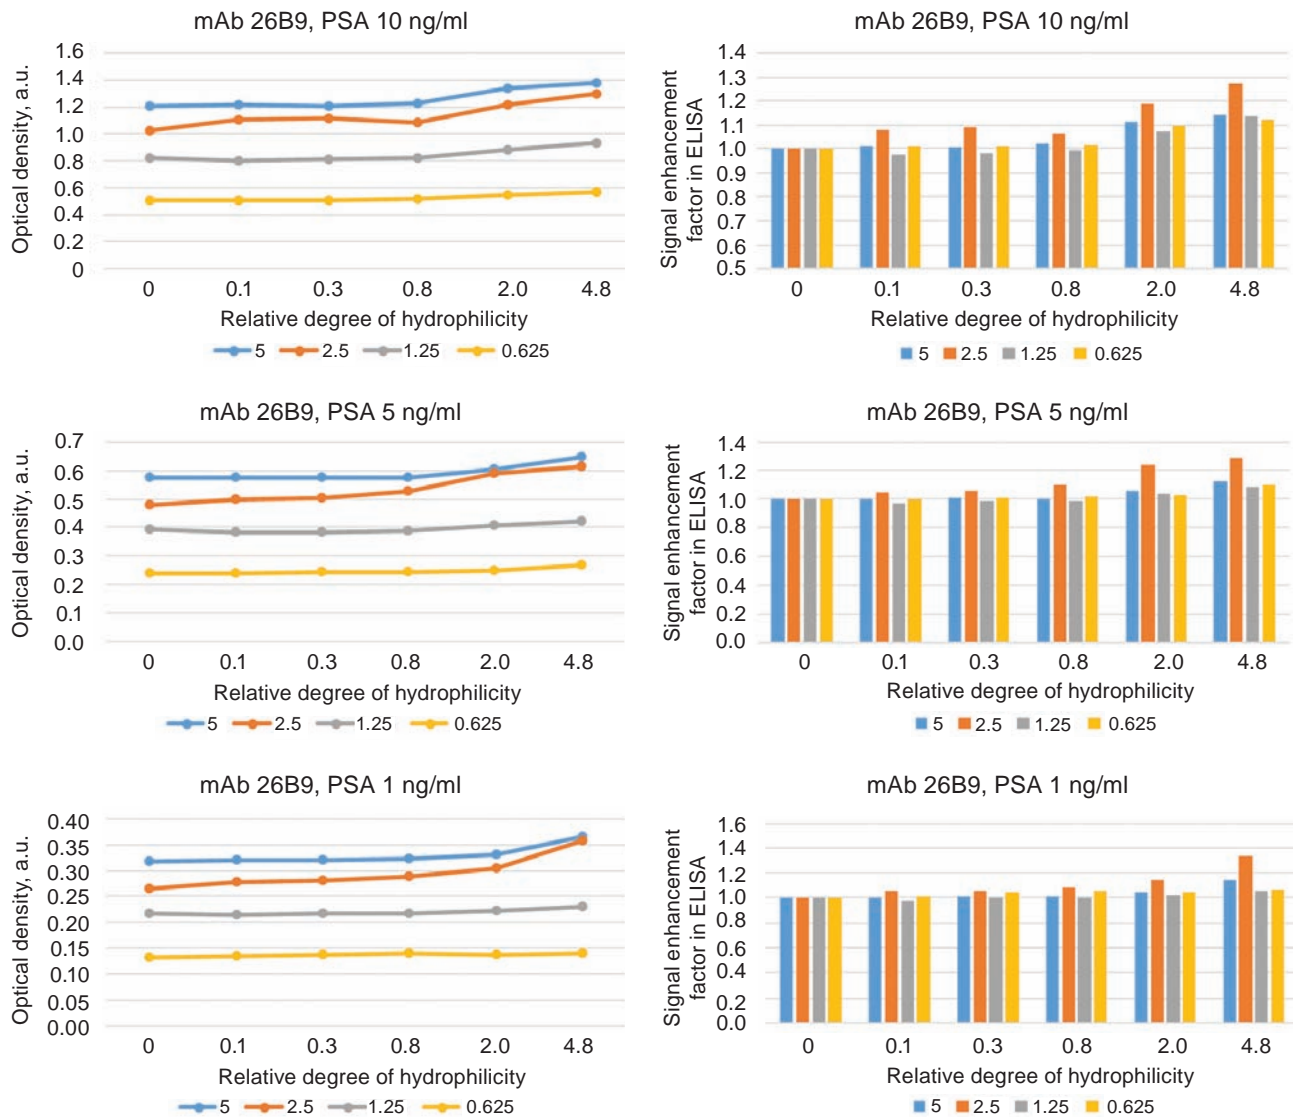 mAb 26B9, PSA 10 ng/ml
Optical density, a.u.
1.6
1.4
1.2
1.0
0.8
0.6
0.4
0.2
0
0 0.1 0.3 0.8 2.0 4.8
Relative degree of hydrophilicity
5 2.5 1.25 0.625
mAb 26B9, PSA 10 ng/ml
Signal enhancement
factor in ELISA
1.4
1.3
1.2
1.1
1.0
0.9
0.8
0.7
0.6
0.5
0 0.1 0.3 0.8 2.0 4.8
Relative degree of hydrophilicity
5 2.5 1.25 0.625
mAb 26B9, PSA 5 ng/ml
Optical density, a.u.
0.7
0.6
0.5
0.4
0.3
0.2
0.1
0.0
0 0.1 0.3 0.8 2.0 4.8
Relative degree of hydrophilicity
5 2.5 1.25 0.625
mAb 26B9, PSA 5 ng/ml
Signal enhancement
factor in ELISA
1.4
1.2
1.0
0.8
0.6
0.4
0.2
0.0
0 0.1 0.3 0.8 2.0 4.8
Relative degree of hydrophilicity
5 2.5 1.25 0.625
mAb 26B9, PSA 1 ng/ml
Optical density, a.u.
0.40
0.35
0.30
0.25
0.20
0.15
0.10
0.05
0.00
0 0.1 0.3 0.8 2.0 4.8
Relative degree of hydrophilicity
5 2.5 1.25 0.625
mAb 26B9, PSA 1 ng/ml
Signal enhancement
factor in ELISA
1.6
1.4
1.2
1.0
0.8
0.6
0.4
0.2
0.0
0 0.1 0.3 0.8 2.0 4.8
Relative degree of hydrophilicity
5 2.5 1.25 0.625